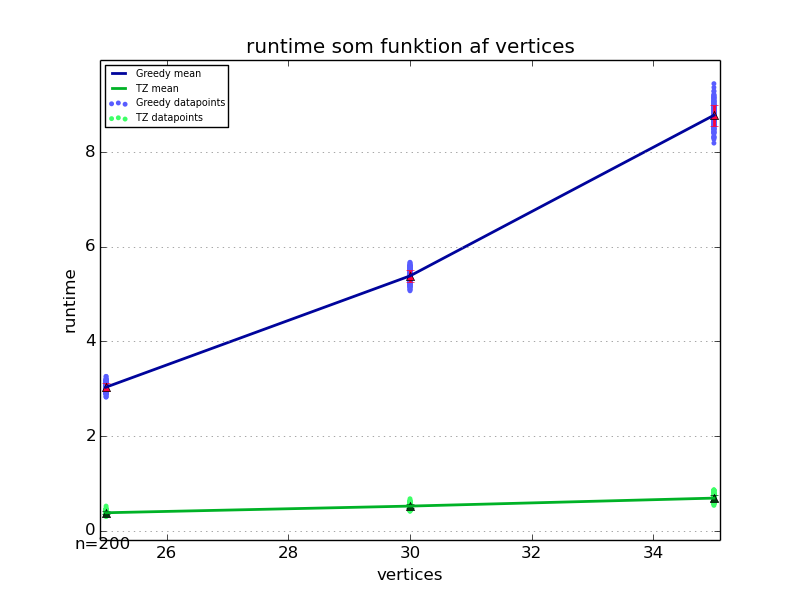 runtime som funktion af vertices
Greedy mean
TZ mean
Greedy datapoints
TZ datapoints
8
6
4
2
0
runtime
n=200
26 28 30 32 34
vertices